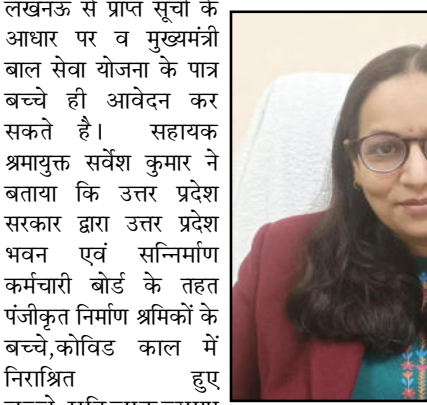 लखनऊ से प्राप्त सूची के
आधार पर व मुख्यमंत्री
बाल सेवा योजना के पात्र
बच्चे ही आवेदन कर
सकते है। सहायक
श्रमायुक्त सर्वेश कुमार ने
बताया कि उत्तर प्रदेश
सरकार द्वारा उत्तर प्रदेश
भवन एवं सन्निर्माण
कर्मचारी बोर्ड के तहत
पंजीकृत निर्माण श्रमिकों के
बच्चे,कोविड काल में
निराश्रित हुए